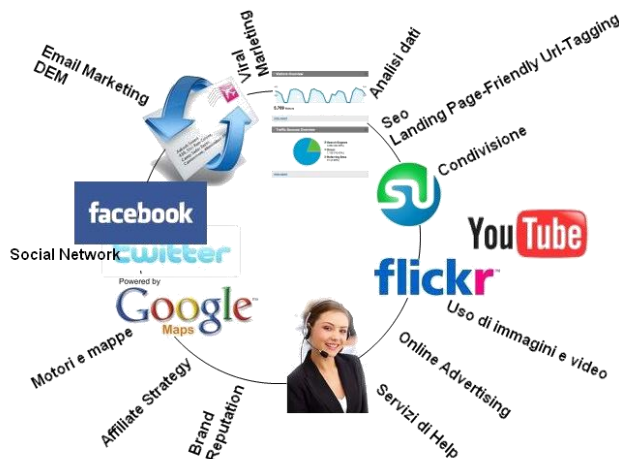 Email Marketing
DEM
Viral
Marketing
Analisi dati
Seo
Landing Page-Friendly Url-Tagging
Condivisione
facebook
twitter
Social Network
Powered by
Google
Maps
You Tube
flickr
Uso di immagini e video
Online Advertising
Servizi di Help
Brand
Reputation
Affiliate Strategy
Motori e mappe